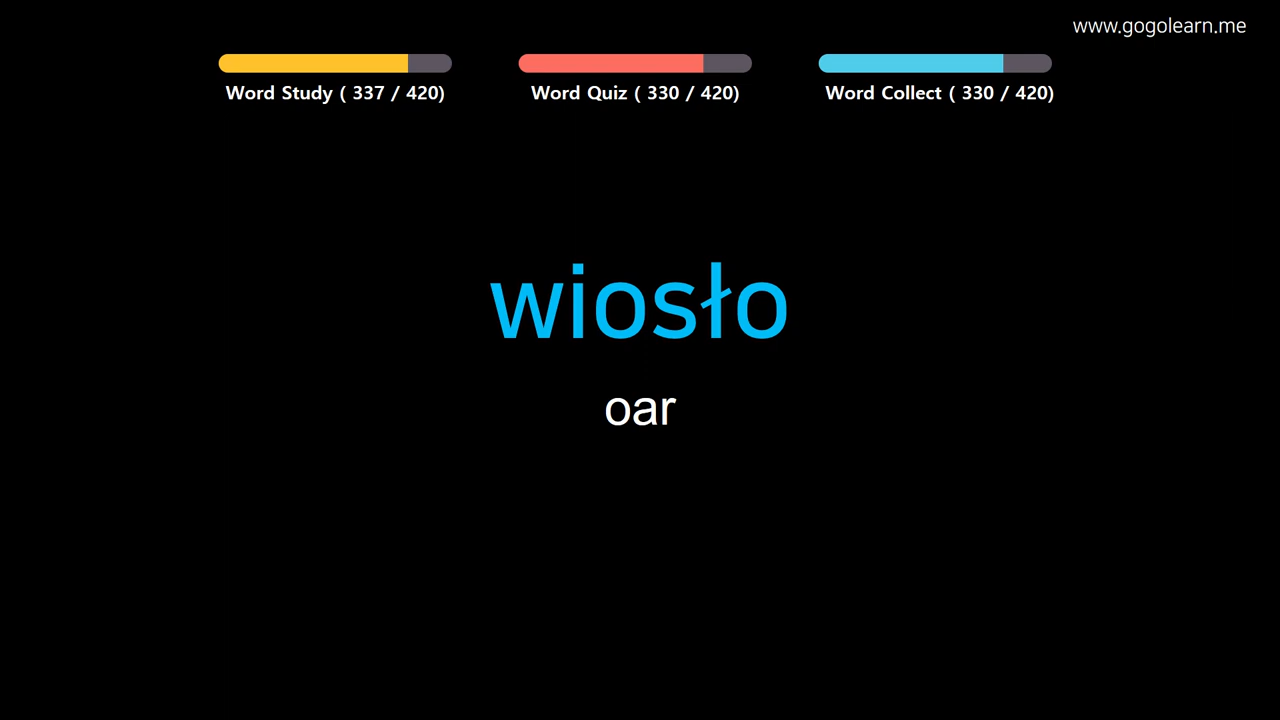 www.gogolearn.me
Word Study ( 337 / 420)
Word Quiz ( 330 / 420)
Word Collect ( 330 / 420)
wiosło
oar